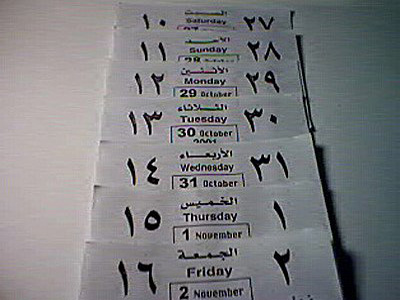 السبت
١٠ Saturday ٢٧
الأحد
١١ Sunday ٢٨
28
الأثنين
١٢ Monday ٢٩
29 October
الثلاثاء
١٣ Tuesday ٣٠
30 October
2001
الأربعاء
١٤ Wednesday ٣١
31 October
الخميس
١٥ Thursday ١
1 November
الجمعة
١٦ Friday ٢
2 November